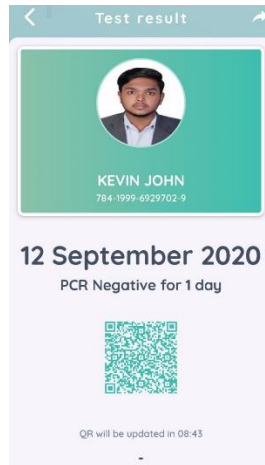 Test result
KEVIN JOHN
784-1999-6929702-9
12 September 2020
PCR Negative for 1 day
QR will be updated in 08:43
-